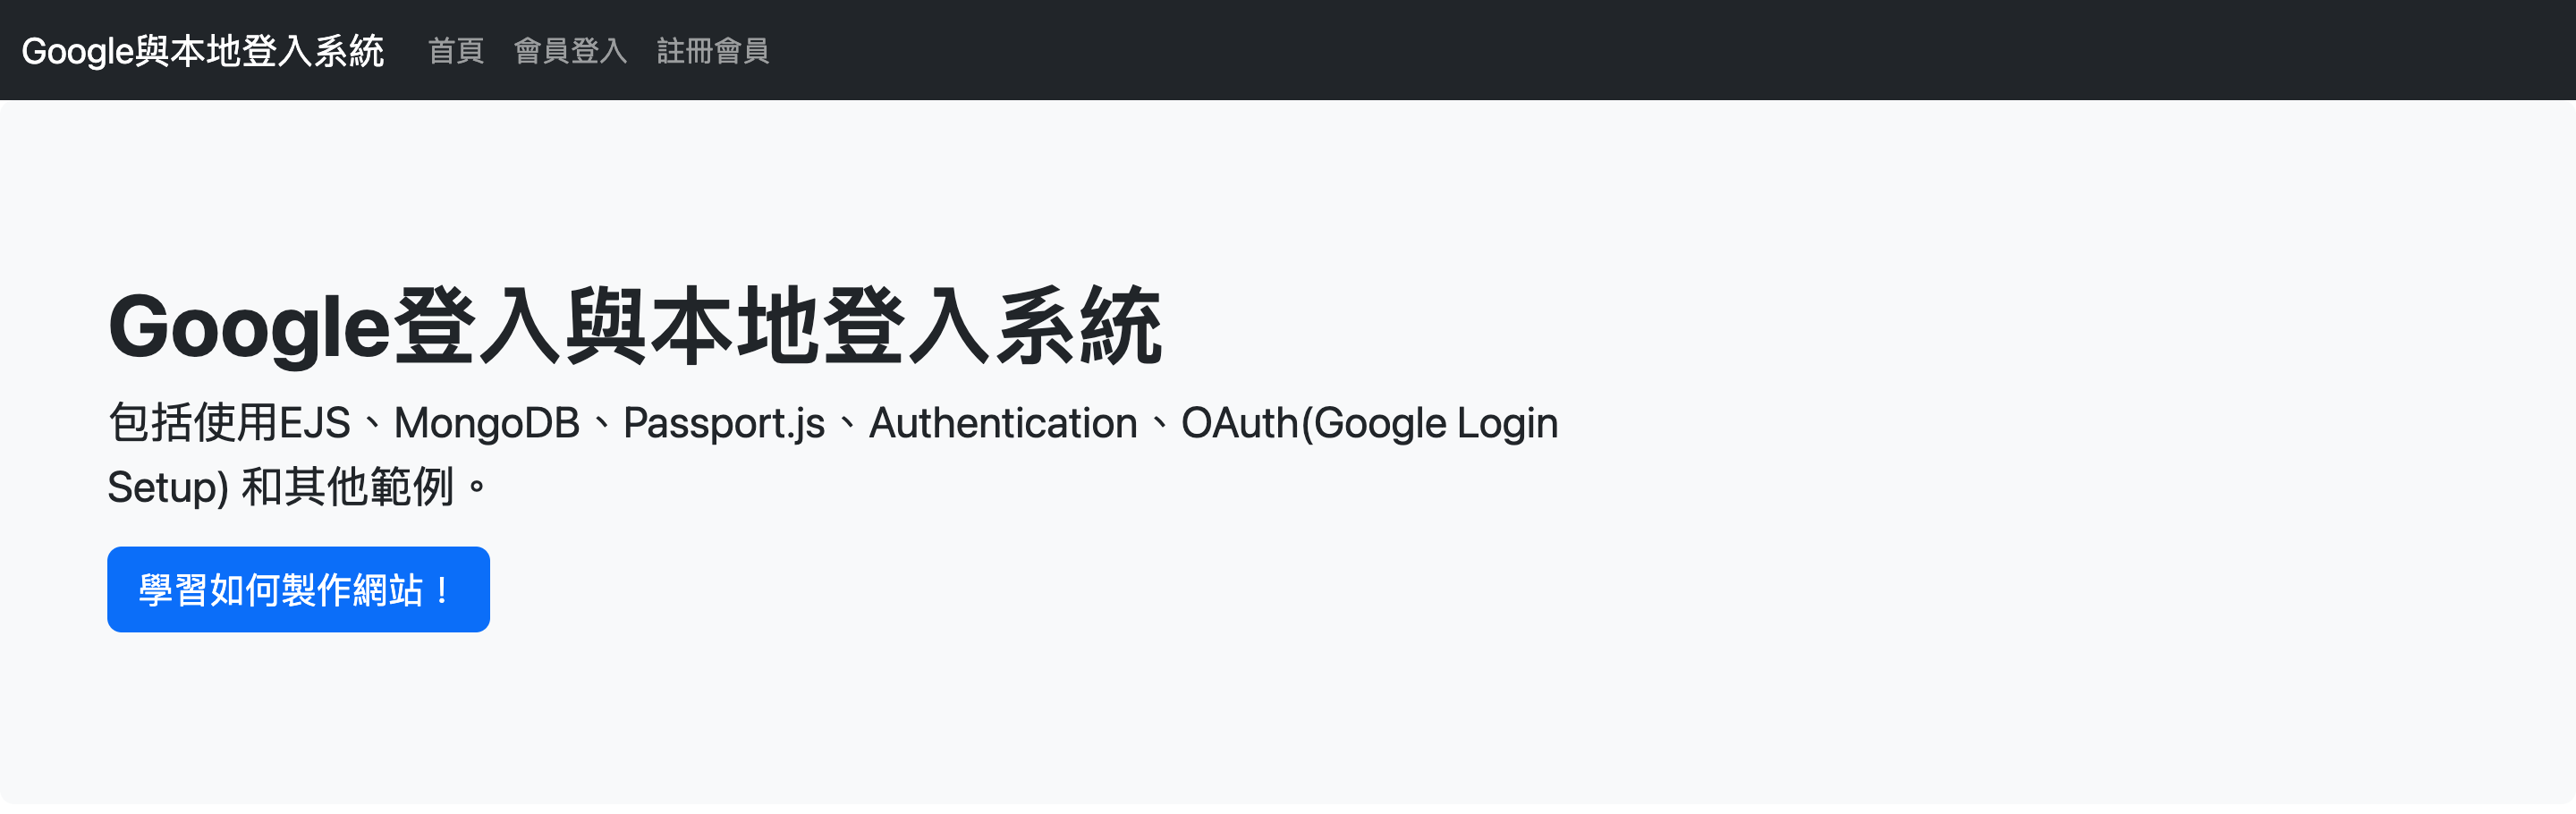 Google與本地登入系統 首頁 會員登入 註冊會員
Google登入與本地登入系統
包括使用EJS、MongoDB、Passport.js、Authentication、OAuth(Google Login
Setup) 和其他範例。
學習如何製作網站！